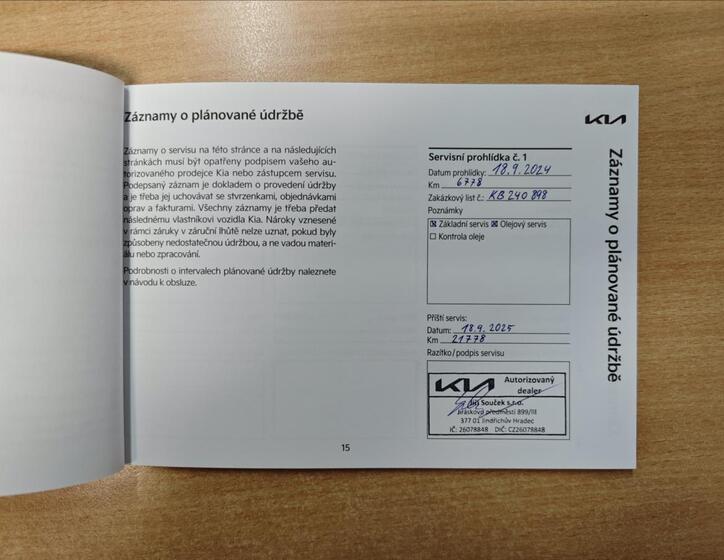 Záznamy o plánované údržbě
Záznamy o servisu na této stránce a na následujících
stránkách musí být opatřeny podpisem vašeho au-
torizovaného prodejce Kia nebo zástupcem servisu.
Podepsaný záznam je dokladem o provedení údržby
a je třeba jej uchovávat se stvrzenkami, objednávkami
oprav a fakturami. Všechny záznamy je třeba předat
následnému vlastníkovi vozidla Kia. Nároky vznesené
v rámci záruky v záruční lhůtě nelze uznat, pokud byly
způsobeny nedostatečnou údržbou, a ne vadou materi-
álu nebo zpracování.
Podrobnosti o intervalech plánované údržby naleznete
v návodu k obsluze.
15
KIA
Servisní prohlídka č. 1
Datum prohlídky: 18.9.2024
Km 6778
Zakázkový list č.: KB 240 898
Poznámky
☒ Základní servis ☒ Olejový servis
☐ Kontrola oleje
Příští servis:
Datum: 18.9.2025
Km 21778
Razítko/podpis servisu
KIA Autorizovaný
dealer
Jiří Souček s.r.o.
Jarošovské předměstí 899/III
377 01 Jindřichův Hradec
IČ: 26078848 DIČ: CZ26078848
Záznamy o plánované údržbě